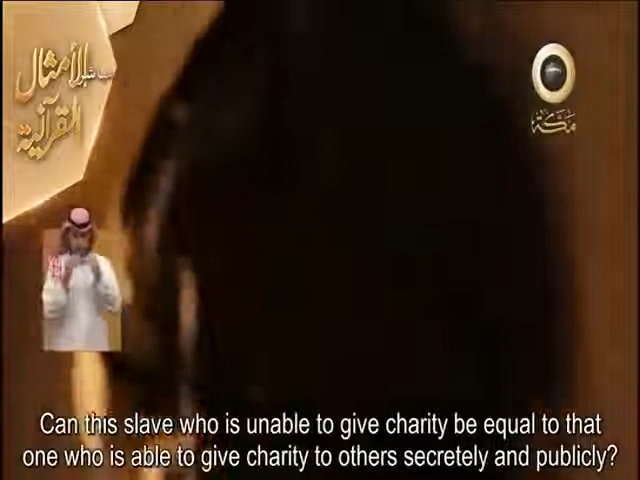 الأمثال
القرآنية
مباشر
مكة
Can this slave who is unable to give charity be equal to that
one who is able to give charity to others secretely and publicly?